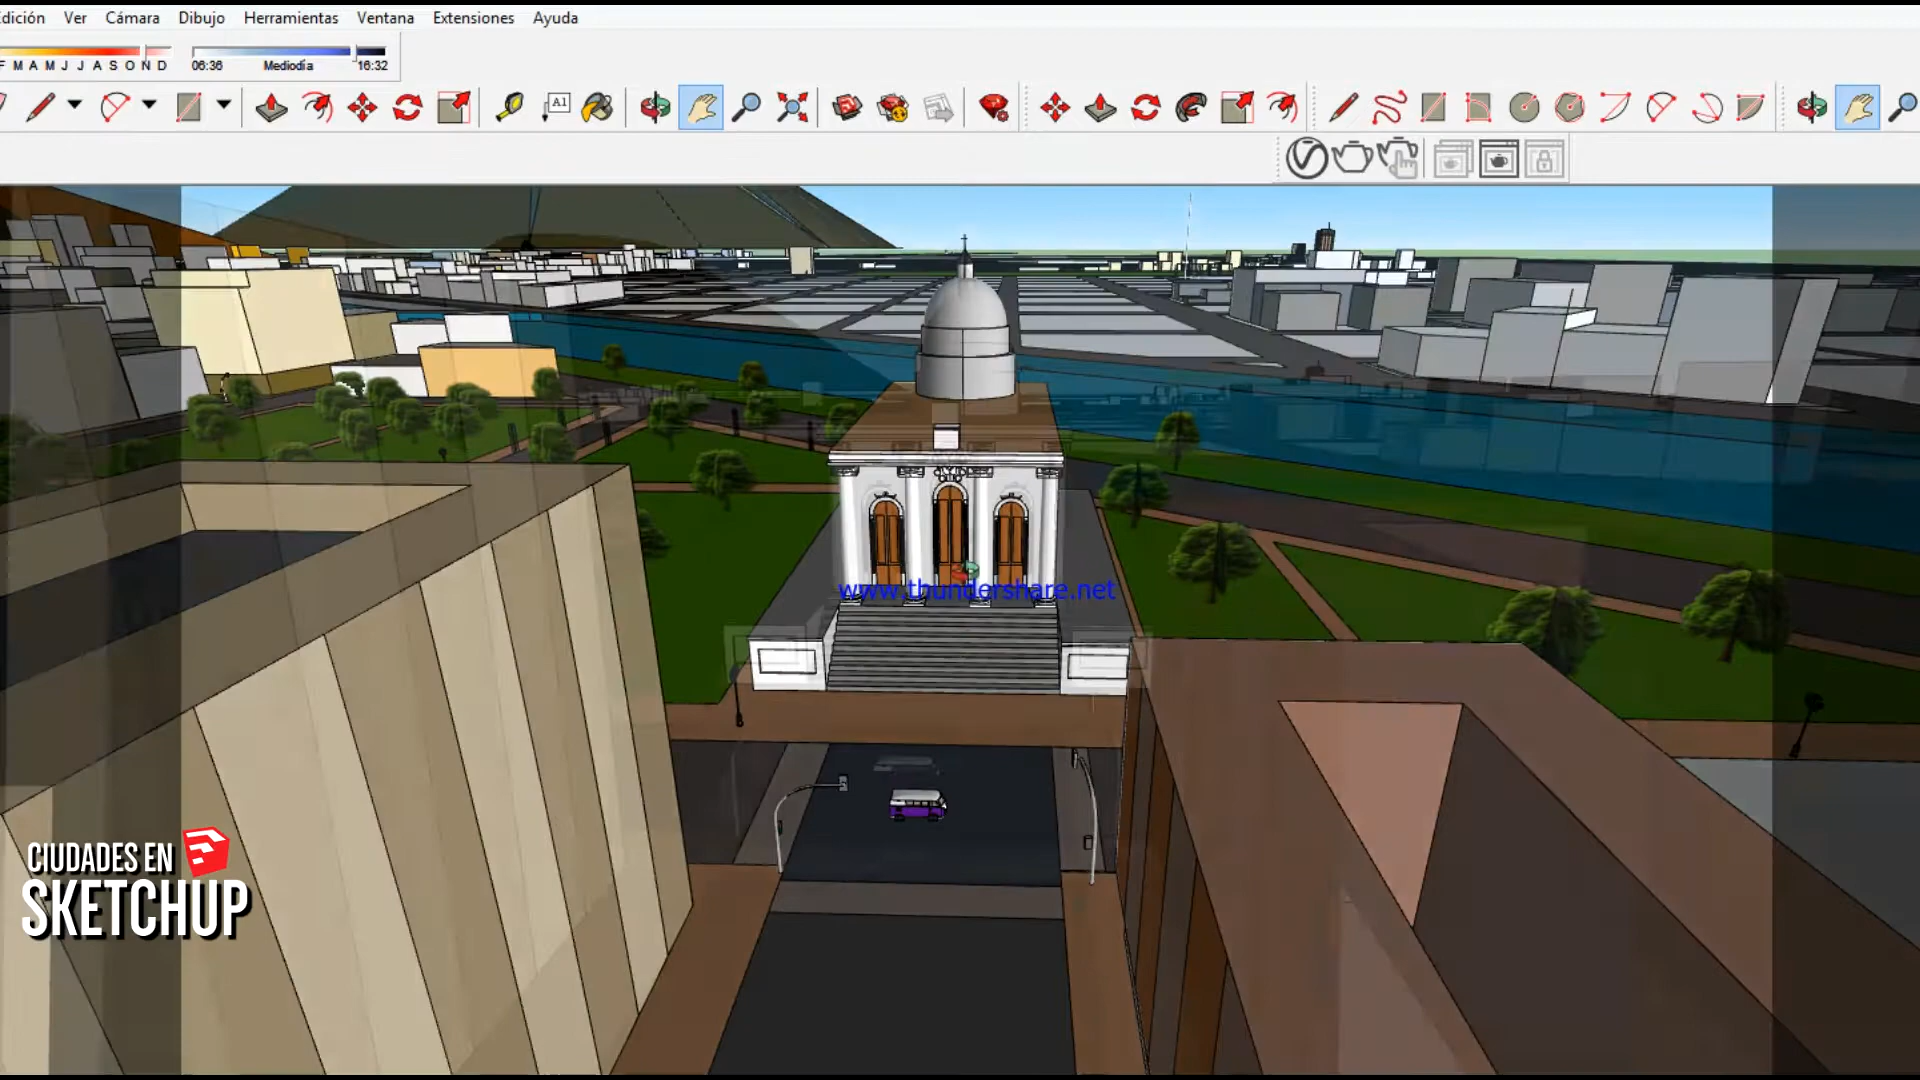 dición Ver Cámara Dibujo Herramientas Ventana Extensiones Ayuda
F M A M J J A S O N D 06:36 Mediodía 16:32
A1
www.thundershare.net
CIUDADES EN
SKETCHUP